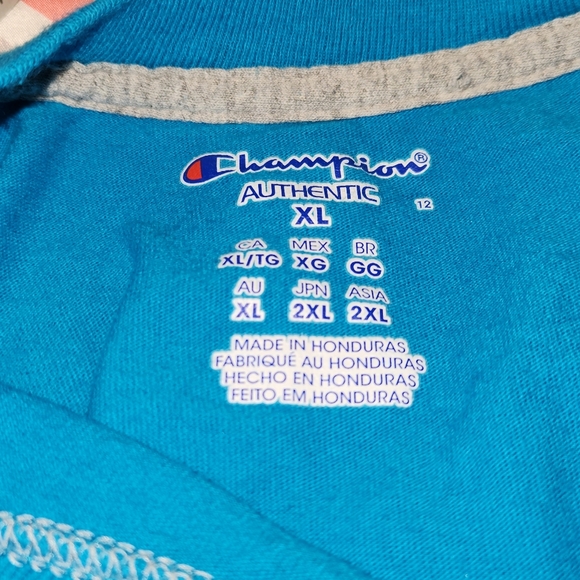 Champion®
AUTHENTIC
XL
12
CA MEX BR
XL/TG XG GG
AU JPN ASIA
XL 2XL 2XL
MADE IN HONDURAS
FABRIQUÉ AU HONDURAS
HECHO EN HONDURAS
FEITO EM HONDURAS